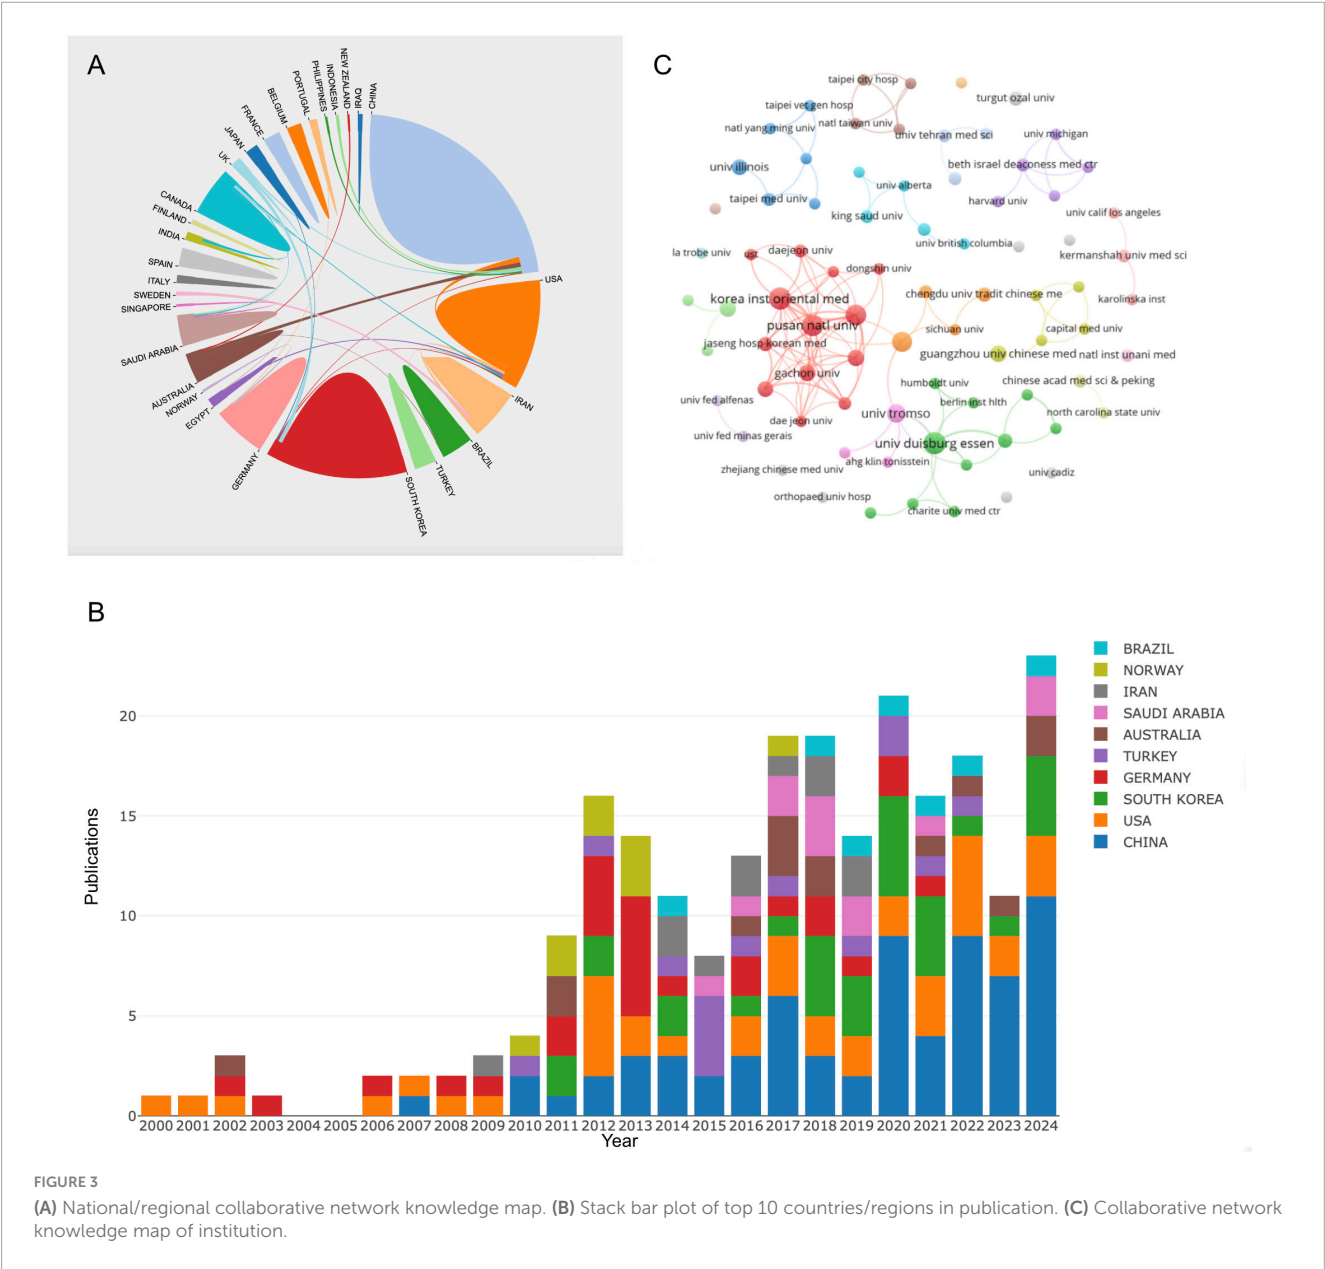 A
CHINA
IRAQ
NEW ZEALAND
INDONESIA
PHILIPPINES
PORTUGAL
BELGIUM
FRANCE
JAPAN
UK
CANADA
FINLAND
INDIA
SPAIN
ITALY
SWEDEN
SINGAPORE
SAUDI ARABIA
AUSTRALIA
NORWAY
EGYPT
GERMANY
SOUTH KOREA
TURKEY
BRAZIL
IRAN
USA
C
taipei city hosp
turgut ozal univ
taipei vet gen hosp
natl yang ming univ
natl taiwan univ
univ tehran med sci
univ michigan
univ illinois
beth israel deaconess med ctr
univ alberta
taipei med univ
harvard univ
king saud univ
univ calif los angeles
la trobe univ
ust
daejeon univ
univ british columbia
kermanshah univ med sci
dongshin univ
korea inst oriental med
chengdu univ tradit chinese me
karolinska inst
pusan natl univ
sichuan univ
capital med univ
jaseng hosp korean med
guangzhou univ chinese med
natl inst unani med
gachon univ
humboldt univ
chinese acad med sci & peking
univ fed alfenas
berlin inst hlth
dae jeon univ
univ tromso
north carolina state univ
univ fed minas gerais
univ duisburg essen
zhejiang chinese med univ
ahg klin tonisstein
univ cadiz
orthopaed univ hosp
charite univ med ctr
B
Publications
20
15
10
5
0
2000 2001 2002 2003 2004 2005 2006 2007 2008 2009 2010 2011 2012 2013 2014 2015 2016 2017 2018 2019 2020 2021 2022 2023 2024
Year
BRAZIL
NORWAY
IRAN
SAUDI ARABIA
AUSTRALIA
TURKEY
GERMANY
SOUTH KOREA
USA
CHINA
FIGURE 3
(A) National/regional collaborative network knowledge map. (B) Stack bar plot of top 10 countries/regions in publication. (C) Collaborative network
knowledge map of institution.